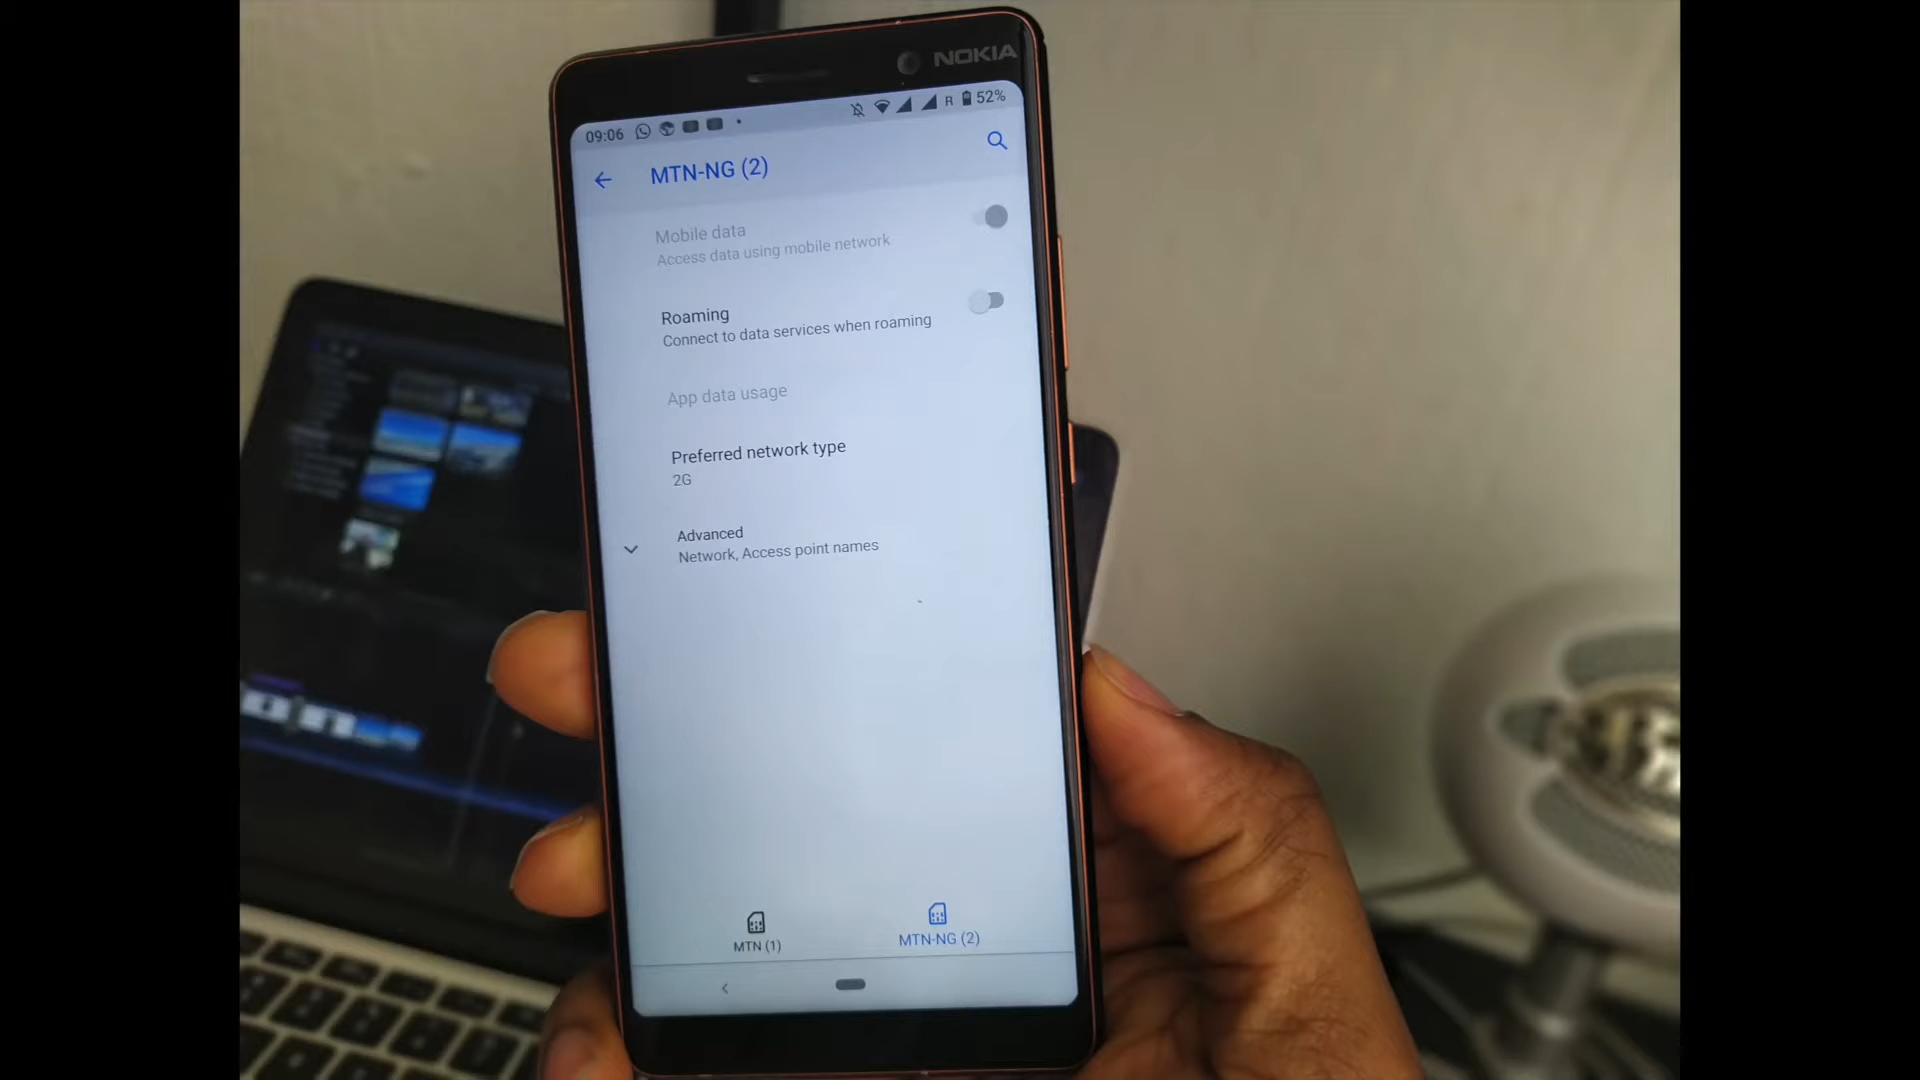 NOKIA
09:06
R 52%
MTN-NG (2)
Mobile data
Access data using mobile network
Roaming
Connect to data services when roaming
App data usage
Preferred network type
2G
Advanced
Network, Access point names
MTN (1)
MTN-NG (2)